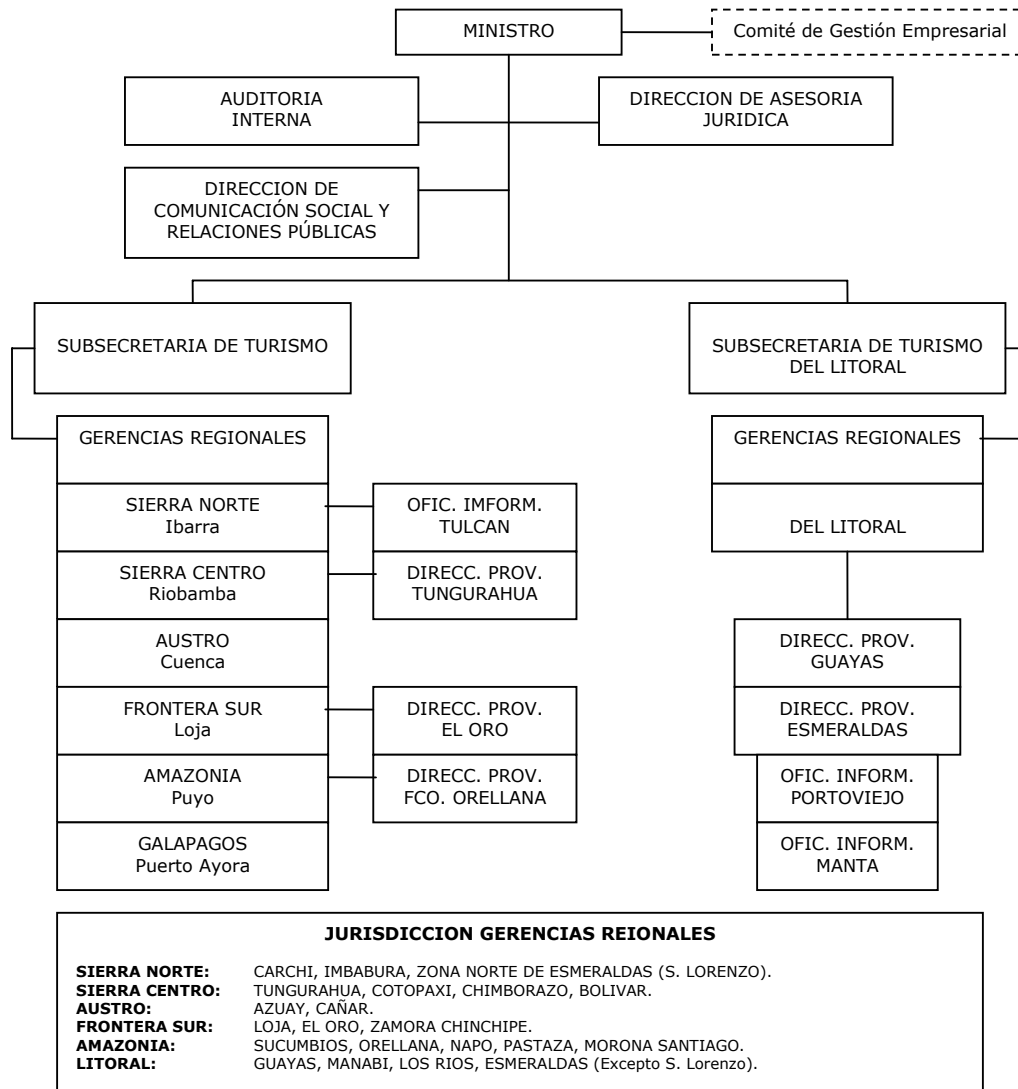 MINISTRO
Comité de Gestión Empresarial
AUDITORIA
INTERNA
DIRECCION DE ASESORIA
JURIDICA
DIRECCION DE
COMUNICACIÓN SOCIAL Y
RELACIONES PÚBLICAS
SUBSECRETARIA DE TURISMO
SUBSECRETARIA DE TURISMO
DEL LITORAL
GERENCIAS REGIONALES
SIERRA NORTE
Ibarra
OFIC. IMFORM.
TULCAN
SIERRA CENTRO
Riobamba
DIRECC. PROV.
TUNGURAHUA
AUSTRO
Cuenca
FRONTERA SUR
Loja
DIRECC. PROV.
EL ORO
AMAZONIA
Puyo
DIRECC. PROV.
FCO. ORELLANA
GALAPAGOS
Puerto Ayora
GERENCIAS REGIONALES
DEL LITORAL
DIRECC. PROV.
GUAYAS
DIRECC. PROV.
ESMERALDAS
OFIC. INFORM.
PORTOVIEJO
OFIC. INFORM.
MANTA
JURISDICCION GERENCIAS REIONALES
SIERRA NORTE: CARCHI, IMBABURA, ZONA NORTE DE ESMERALDAS (S. LORENZO).
SIERRA CENTRO: TUNGURAHUA, COTOPAXI, CHIMBORAZO, BOLIVAR.
AUSTRO: AZUAY, CAÑAR.
FRONTERA SUR: LOJA, EL ORO, ZAMORA CHINCHIPE.
AMAZONIA: SUCUMBIOS, ORELLANA, NAPO, PASTAZA, MORONA SANTIAGO.
LITORAL: GUAYAS, MANABI, LOS RIOS, ESMERALDAS (Excepto S. Lorenzo).